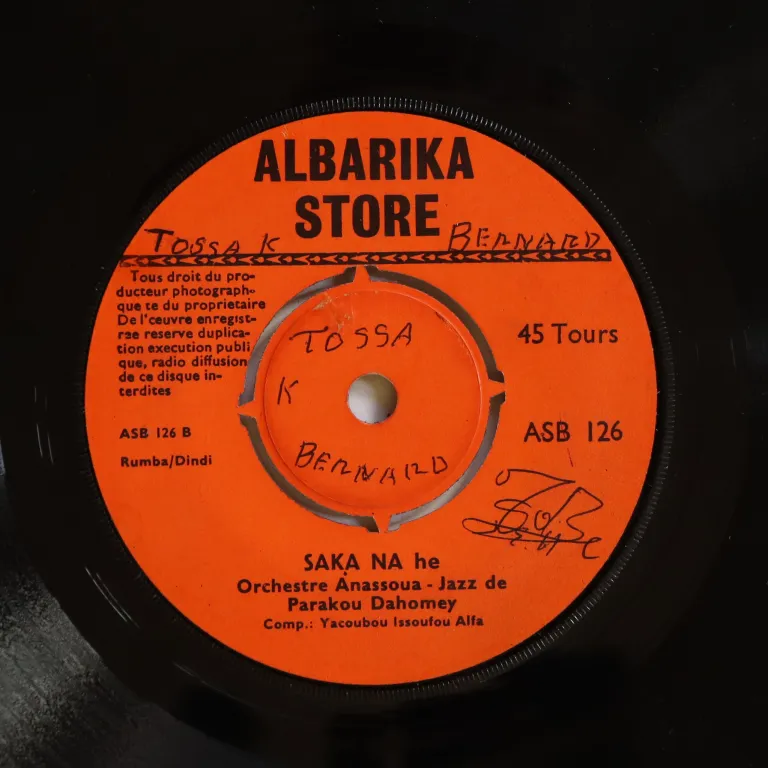 ALBARIKA
STORE
TOSSA K BERNARD
Tous droit du pro-
ducteur photograph-
que te du proprietaire
De l'œuvre enregist-
rae reserve duplica-
tion execution publi
que, radio diffusion
de ce disque in-
terdites
45 Tours
TOSSA
K
BERNARD
ASB 126 B
ASB 126
Rumba/Dindi
SAKA NA he
Orchestre Anassoua - Jazz de
Parakou Dahomey
Comp.: Yacoubou Issoufou Alfa